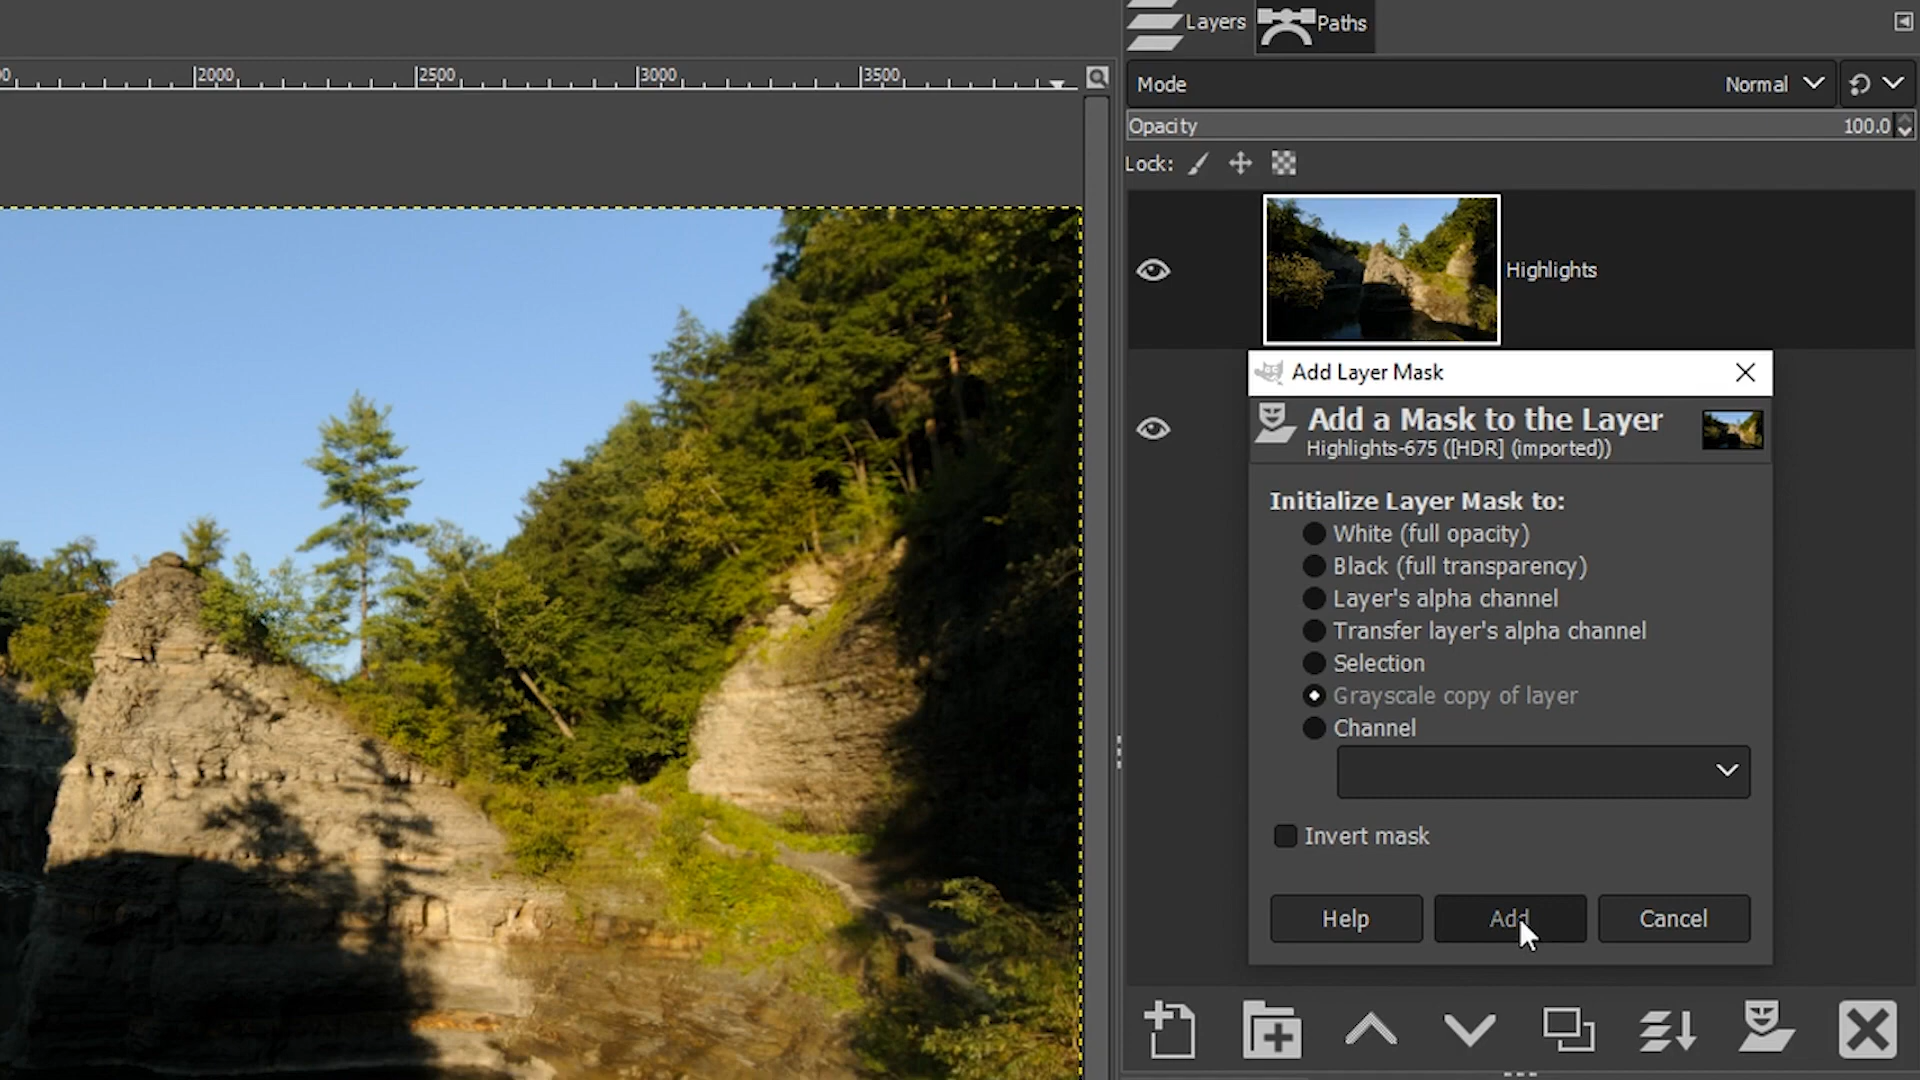 Layers
Paths
2000
2500
3000
3500
Mode
Normal
Opacity
100.0
Lock:
Highlights
Add Layer Mask
Add a Mask to the Layer
Highlights-675 ([HDR] (imported))
Initialize Layer Mask to:
White (full opacity)
Black (full transparency)
Layer's alpha channel
Transfer layer's alpha channel
Selection
Grayscale copy of layer
Channel
Invert mask
Help
Add
Cancel